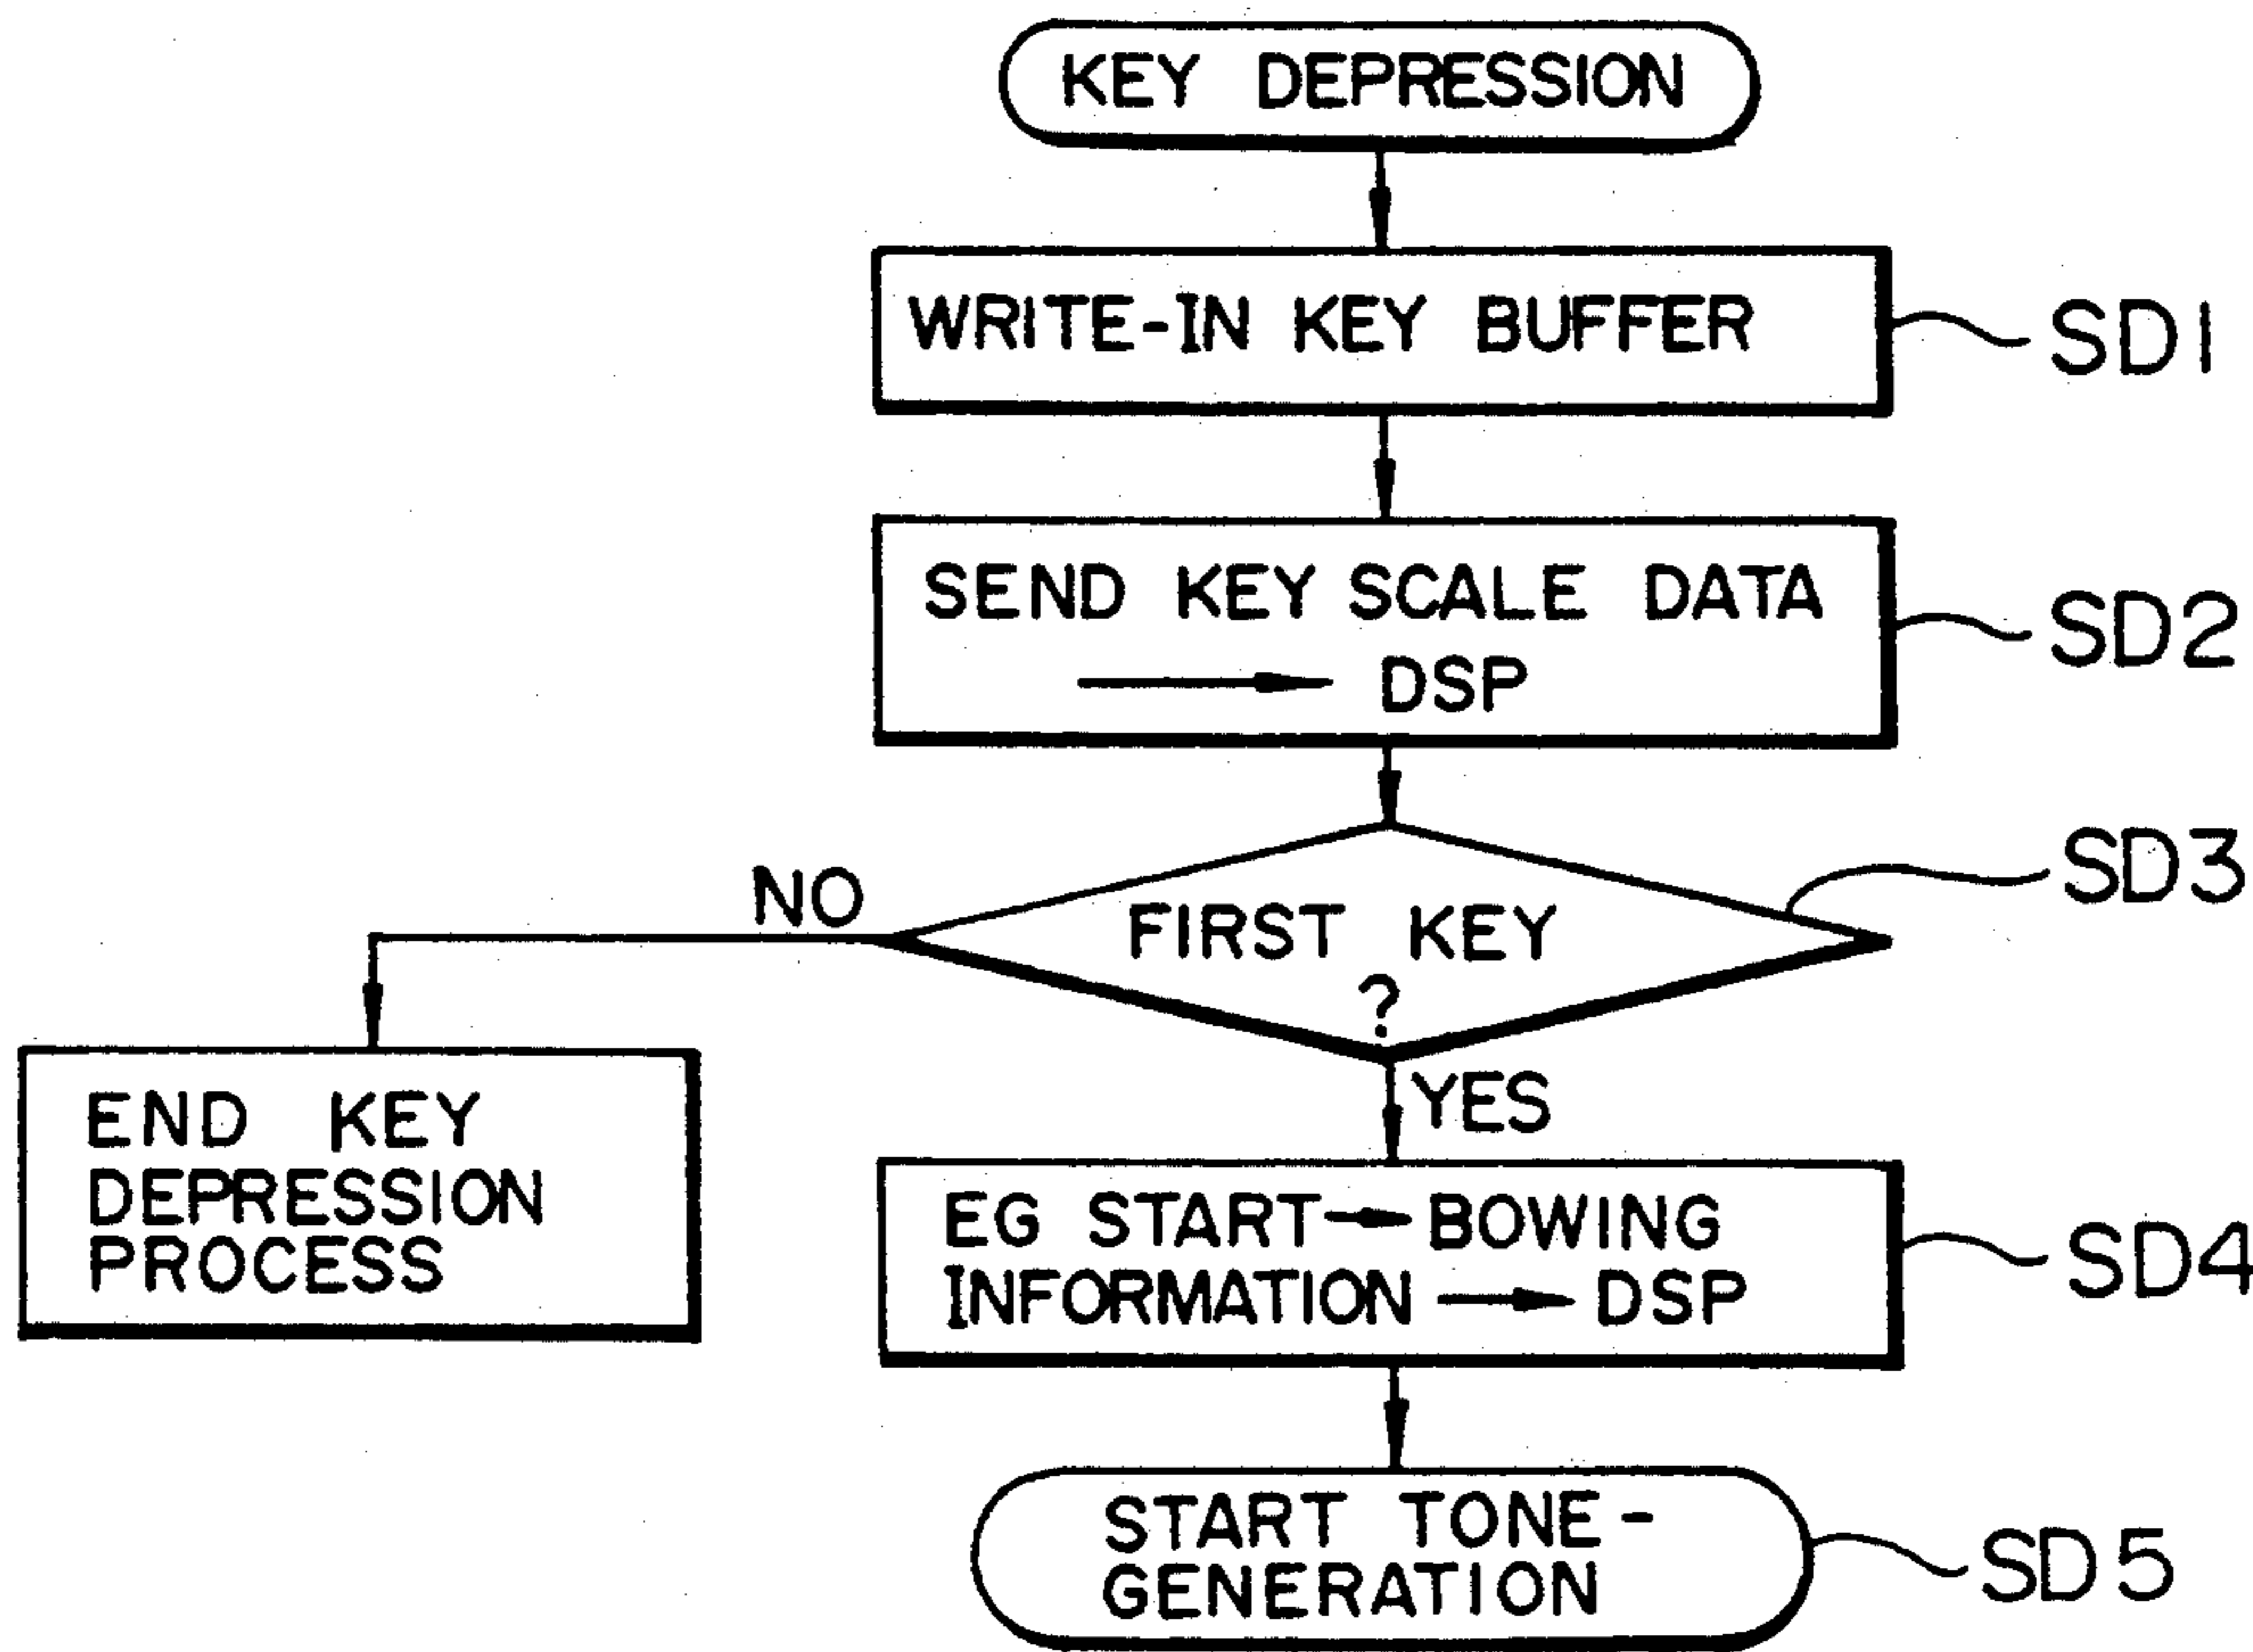 KEY DEPRESSION
WRITE-IN KEY BUFFER
SD1
SEND KEY SCALE DATA
→ DSP
SD2
SD3
NO
FIRST KEY
?
YES
END KEY
DEPRESSION
PROCESS
EG START → BOWING
INFORMATION → DSP
SD4
START TONE-
GENERATION
SD5